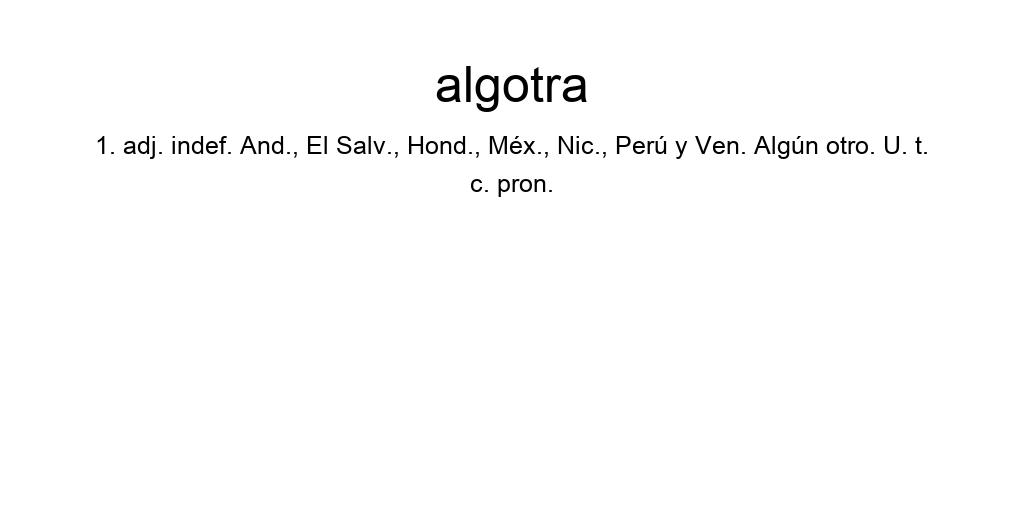 algotra
1. adj. indef. And., El Salv., Hond., Méx., Nic., Perú y Ven. Algún otro. U. t.
c. pron.